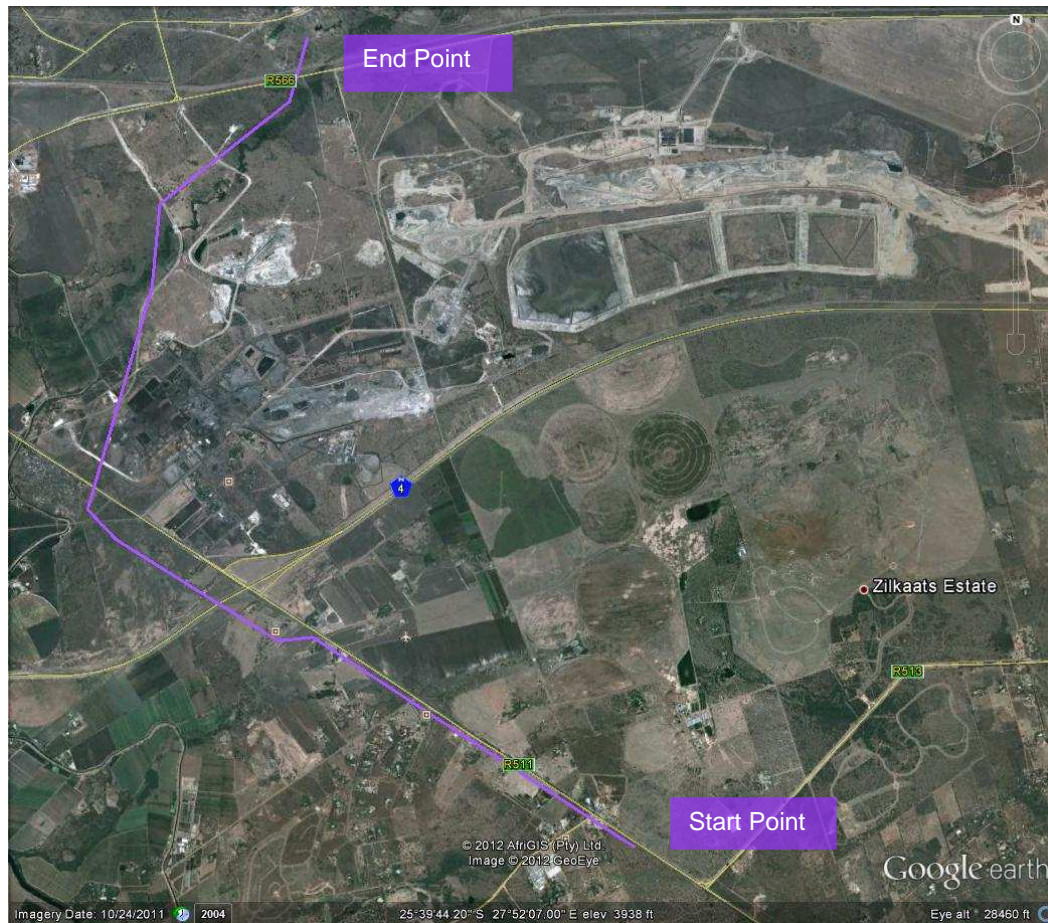 N
End Point
R566
4
Zilkaats Estate
R513
R511
Start Point
© 2012 AfriGIS (Pty) Ltd.
Image © 2012 GeoEye
Google earth
Imagery Date: 10/24/2011
2004
25°39'44.20" S 27°52'07.00" E elev 3938 ft
Eye alt 28460 ft